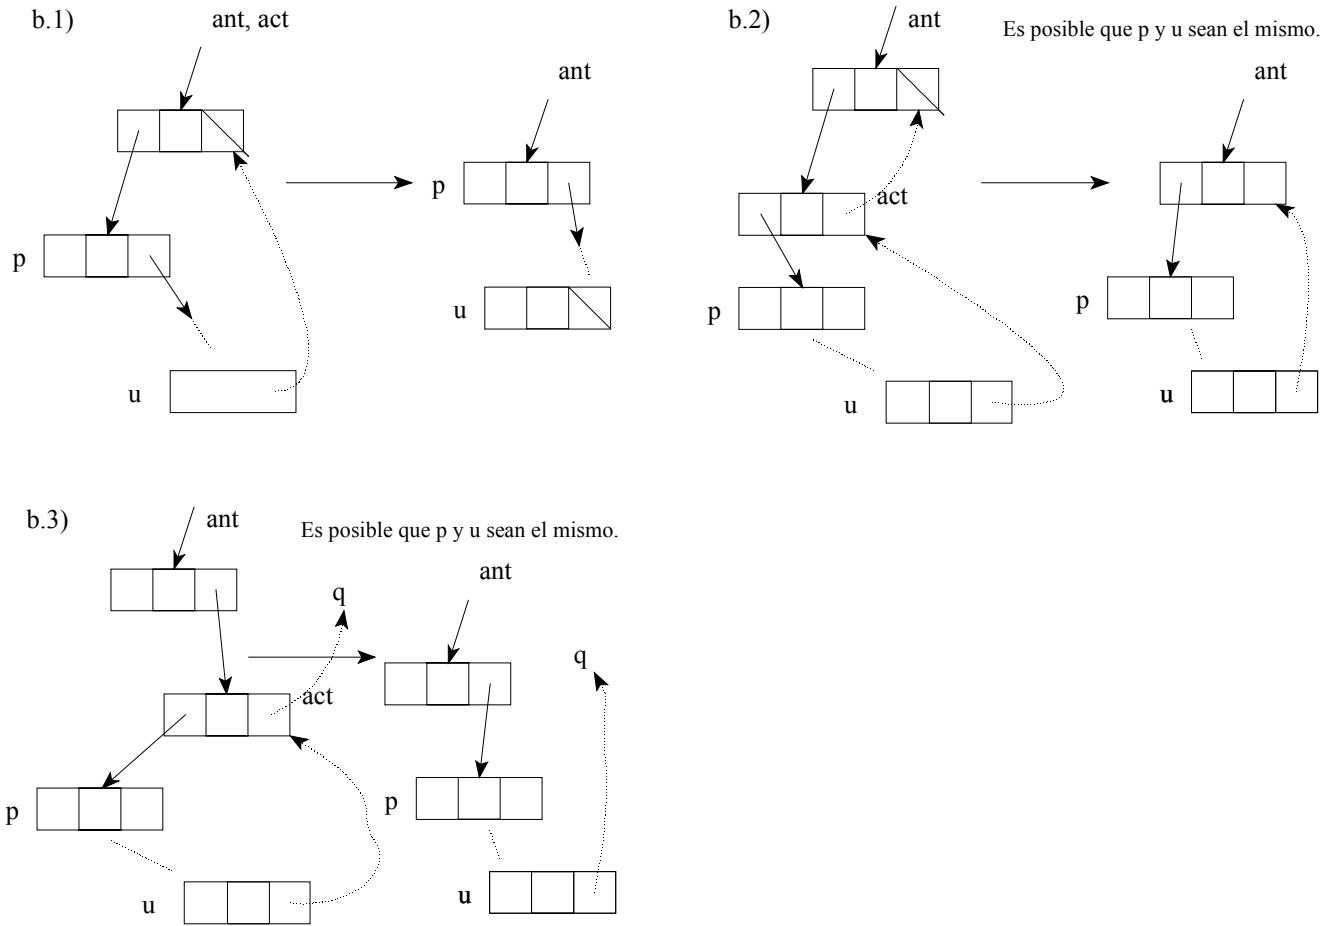 b.1)
ant, act
ant
p
p
u
u
b.2)
ant
Es posible que p y u sean el mismo.
ant
act
p
p
u
u
b.3)
ant
Es posible que p y u sean el mismo.
ant
q
q
act
p
p
u
u